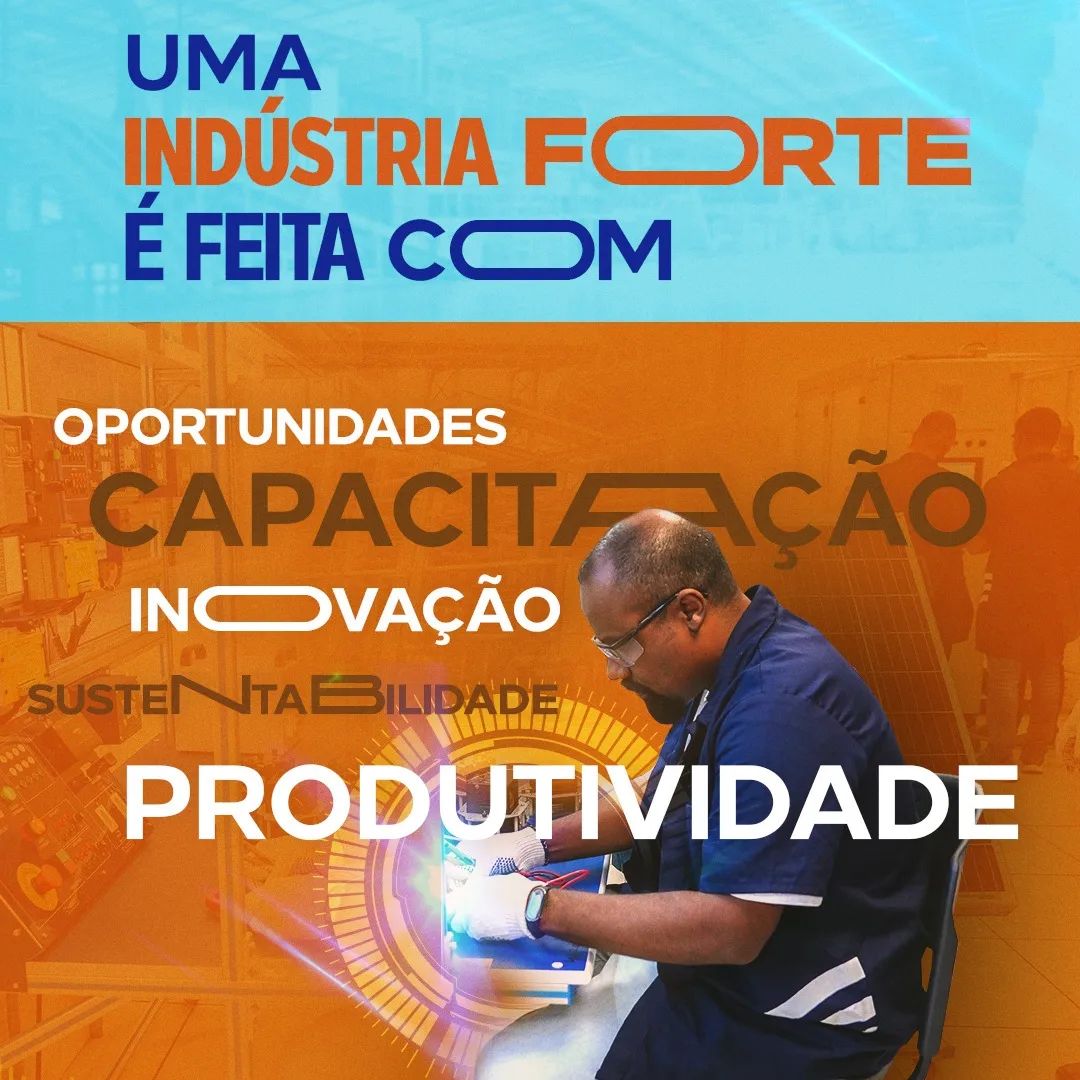 UMA
INDÚSTRIA FORTE
É FEITA COM
OPORTUNIDADES
CAPACITAÇÃO
INOVAÇÃO
SUSTENTABILIDADE
PRODUTIVIDADE